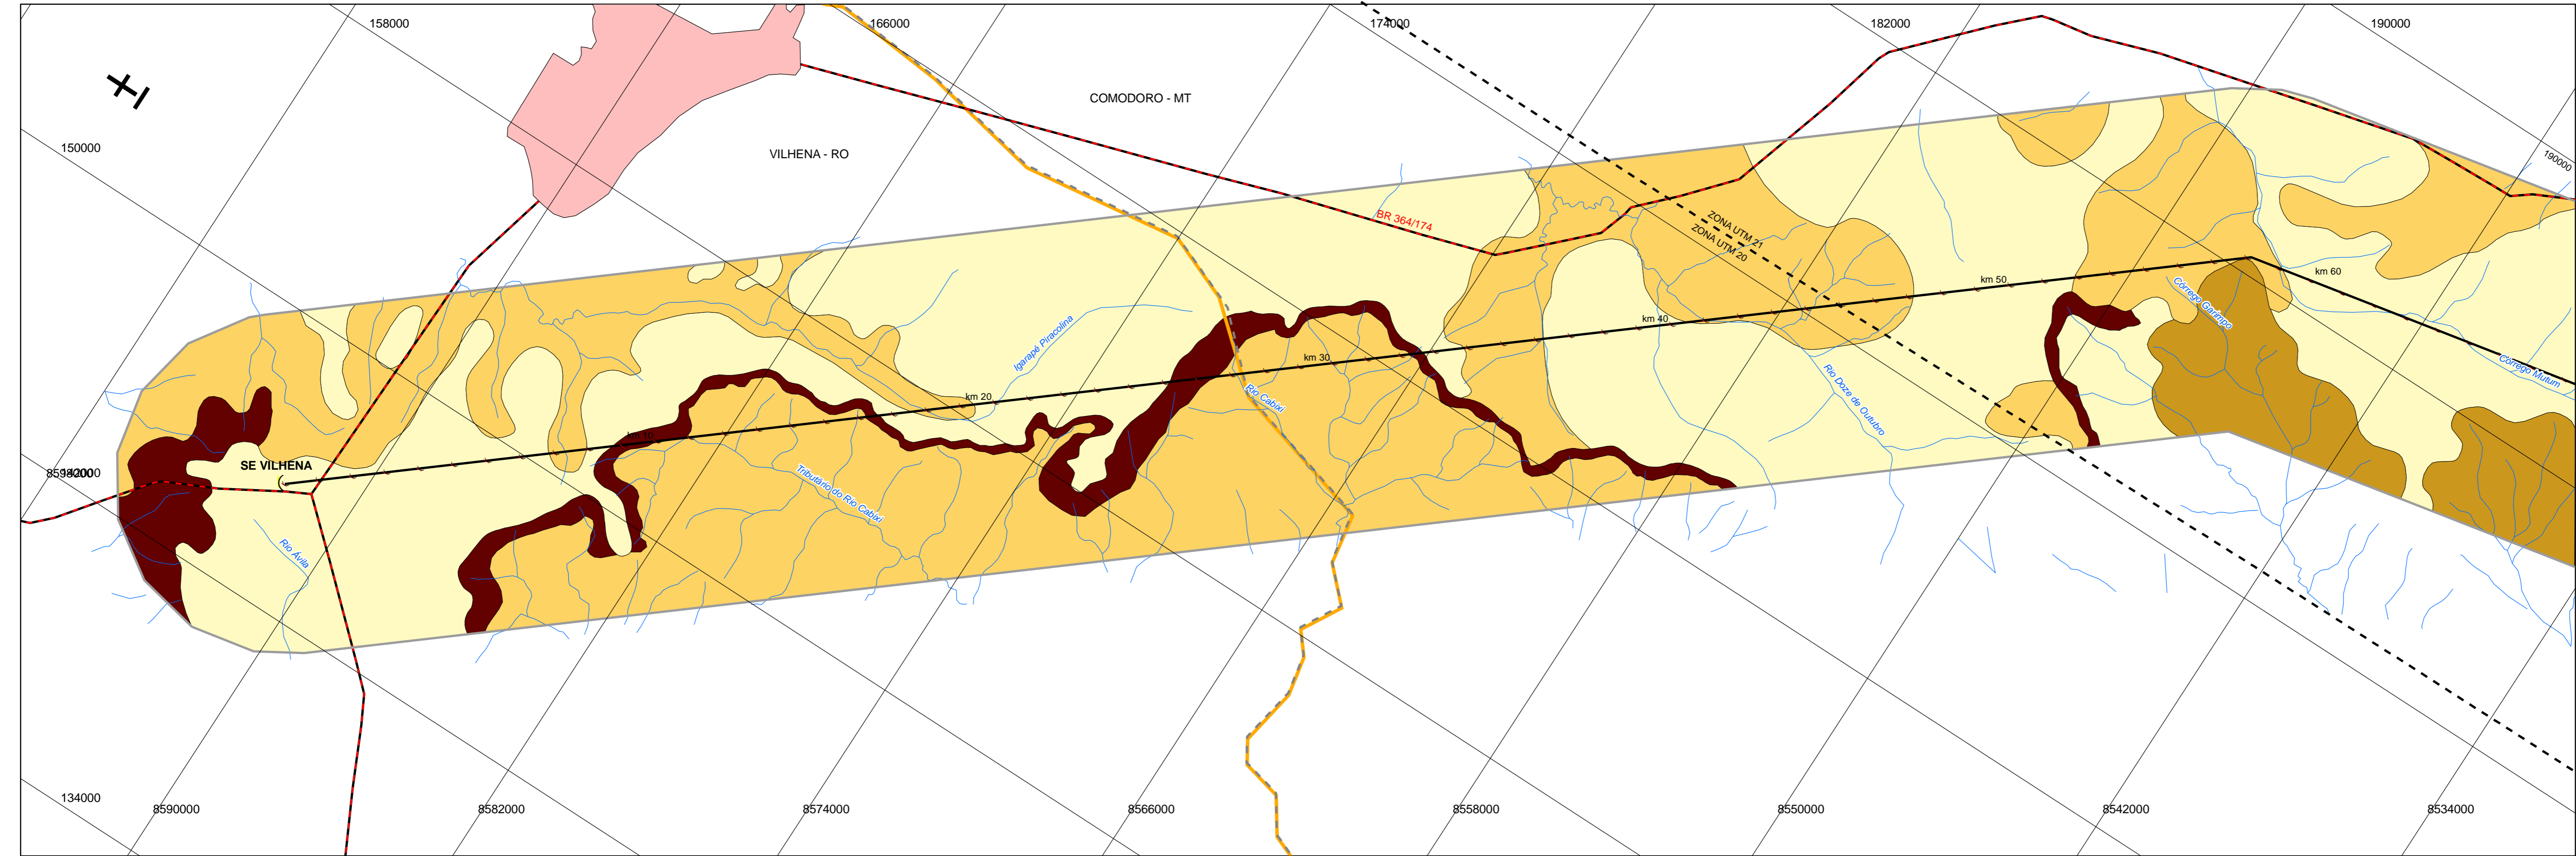 158000
166000
174000
182000
190000
COMODORO - MT
VILHENA - RO
150000
190000
BR 364/174
ZONA UTM 21
ZONA UTM 20
km 60
km 50
Córrego Garimpo
Córrego Mutum
km 40
km 30
Igarapé Piracolina
Rio Cabixi
Rio Doze de Outubro
km 20
km 10
SE VILHENA
Tributário do Rio Cabixi
Rio Ávila
134000
8590000
8582000
8574000
8566000
8558000
8550000
8542000
8534000